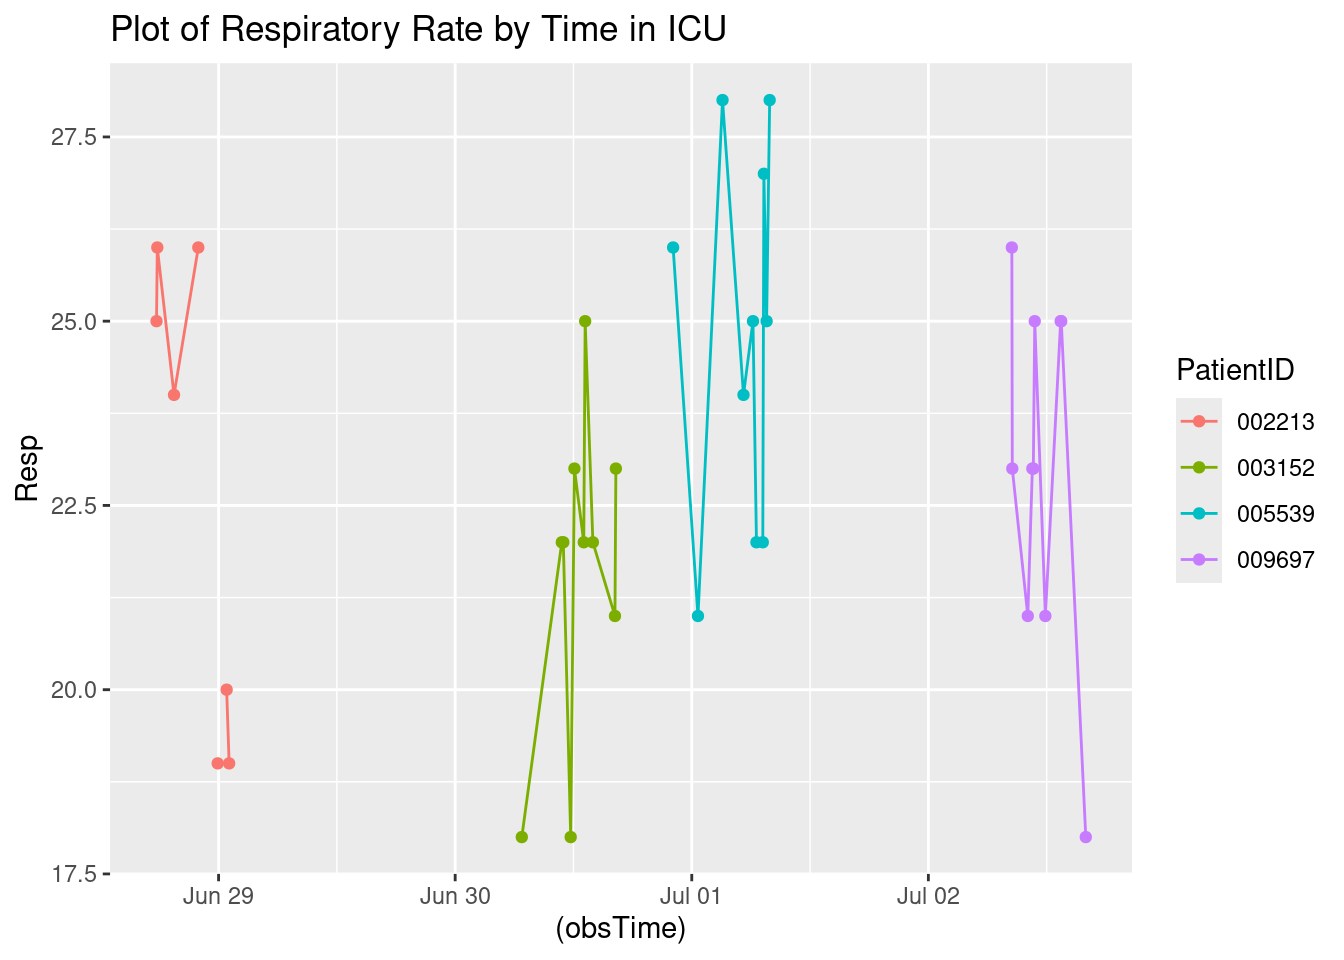 Plot of Respiratory Rate by Time in ICU
27.5
25.0
22.5
20.0
17.5
Resp
Jun 29 Jun 30 Jul 01 Jul 02
(obsTime)
PatientID
002213
003152
005539
009697